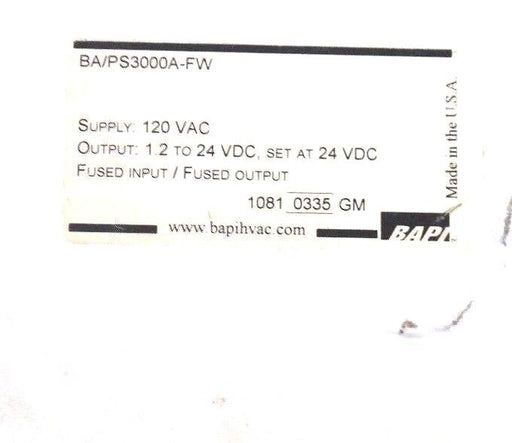 BA/PS3000A-FW
SUPPLY: 120 VAC
OUTPUT: 1.2 TO 24 VDC, SET AT 24 VDC
FUSED INPUT / FUSED OUTPUT
1081 0335 GM
www.bapihvac.com
BAPI
Made in the U.S.A.